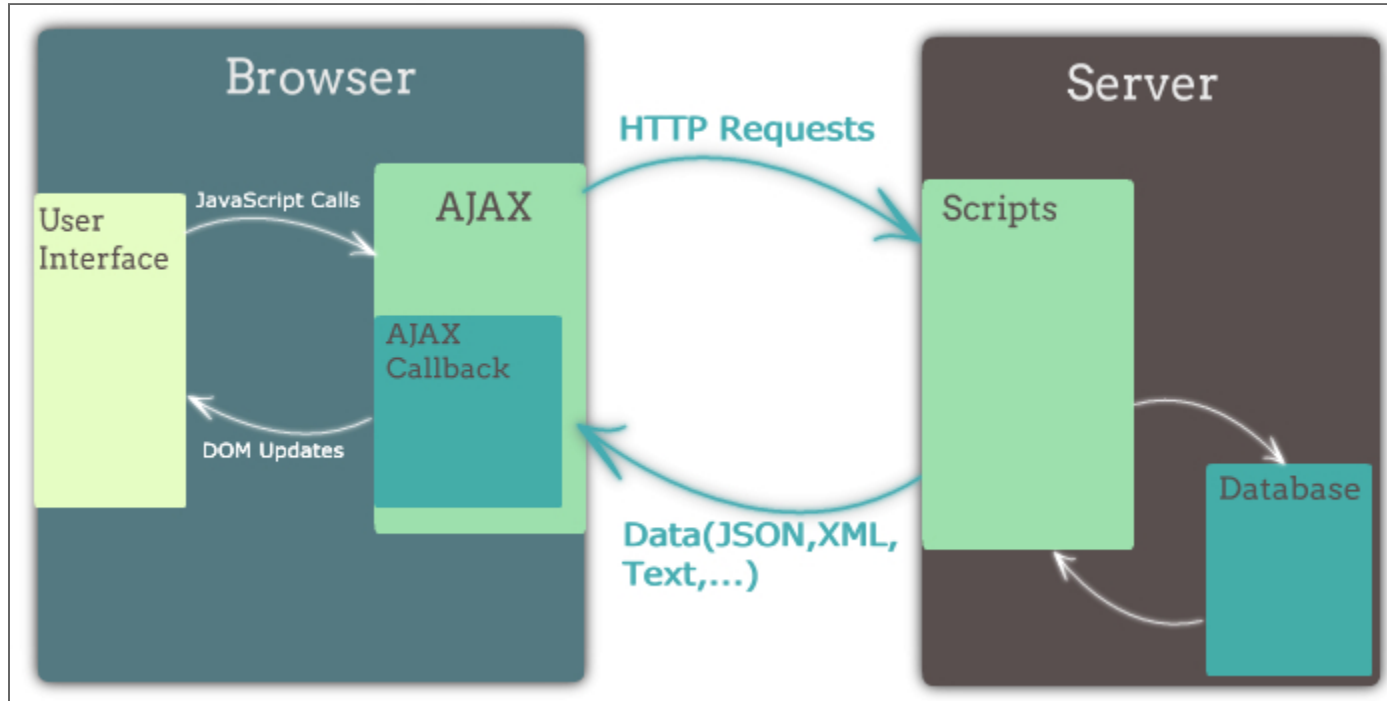 Browser
Server
HTTP Requests
JavaScript Calls
AJAX
User
Interface
Scripts
AJAX
Callback
DOM Updates
Database
Data(JSON,XML,
Text,...)